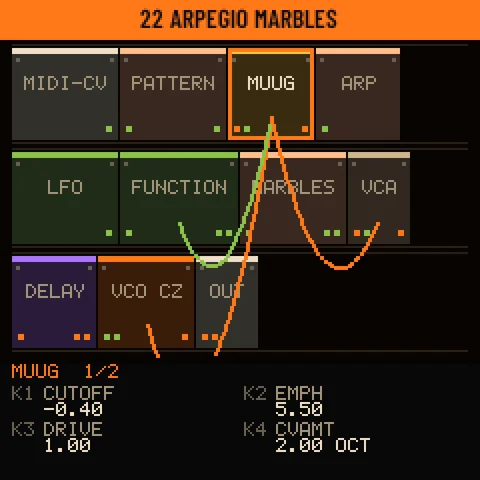 22 ARPEGIO MARBLES
MIDI-CV PATTERN MUUG ARP
LFO FUNCTION MARBLES VCA
DELAY VCO CZ OUT
MUUG 1/2
K1 CUTOFF K2 EMPH
-0.40 5.50
K3 DRIVE K4 CVAMT
1.00 2.00 OCT